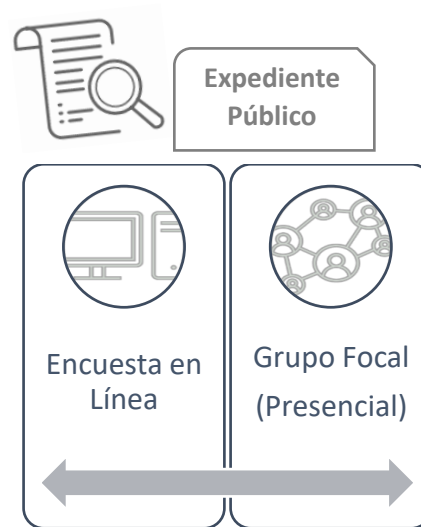 Expediente
Público
Encuesta en
Línea
Grupo Focal
(Presencial)